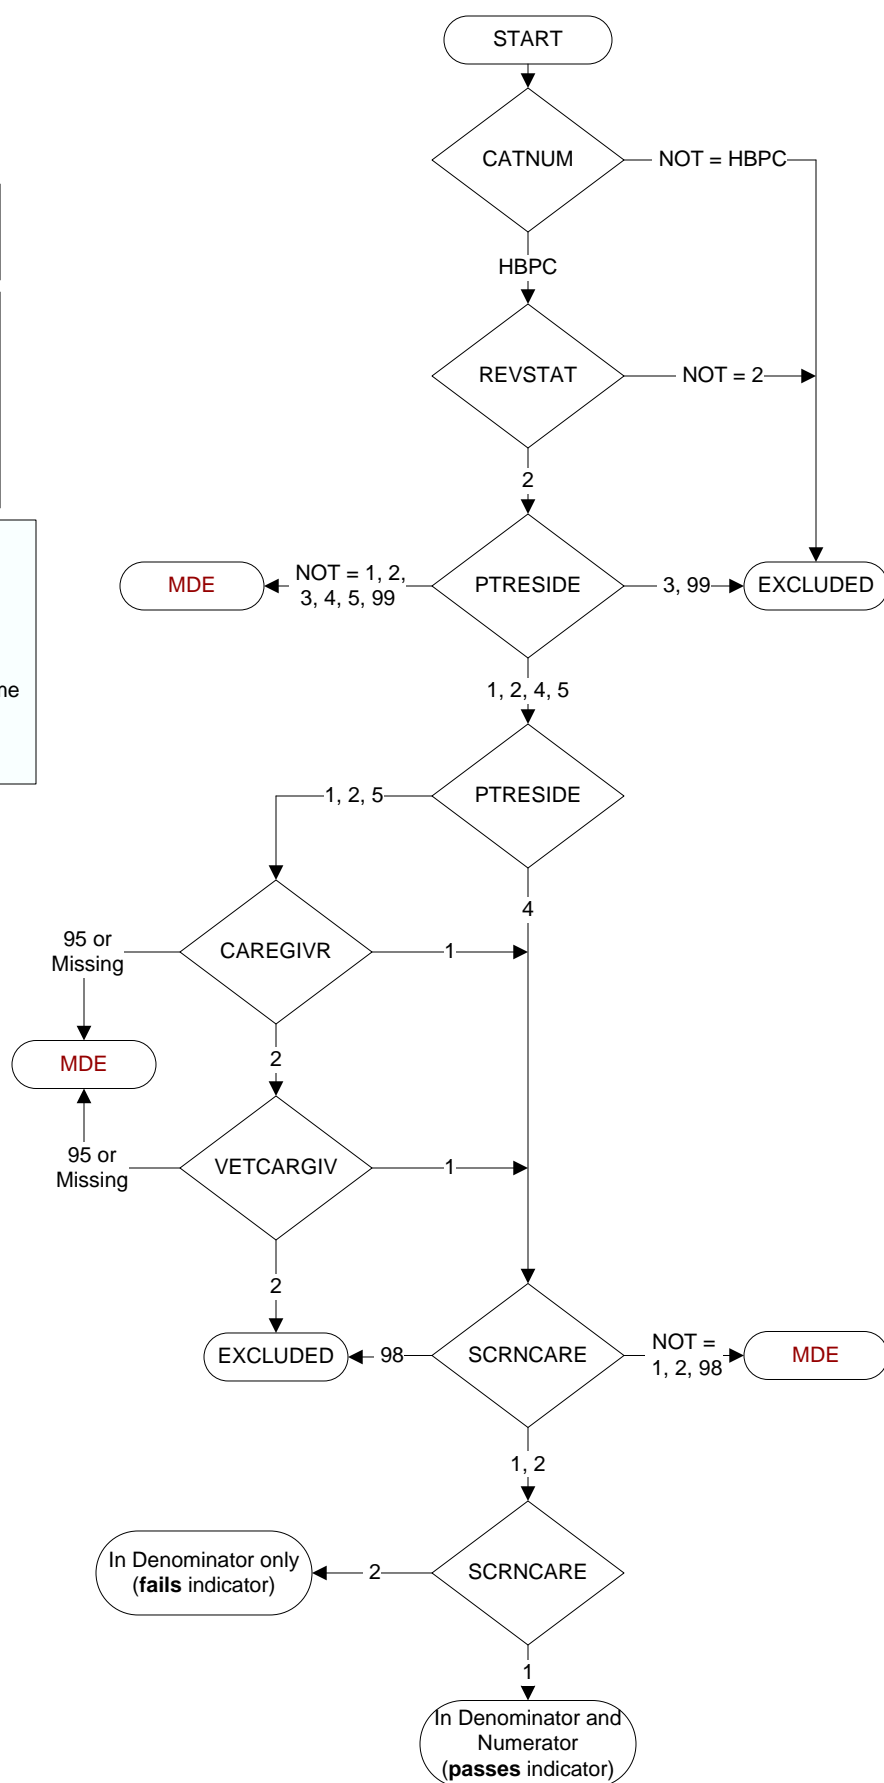 START
CATNUM
NOT = HBPC
HBPC
REVSTAT
NOT = 2
2
MDE
NOT = 1, 2,
3, 4, 5, 99
PTRESIDE
3, 99
EXCLUDED
1, 2, 4, 5
1, 2, 5
PTRESIDE
4
95 or
Missing
CAREGIVR
1
MDE
2
95 or
Missing
VETCARGIV
1
2
EXCLUDED
98
SCRNCARE
NOT =
1, 2, 98
MDE
1, 2
In Denominator only
(fails indicator)
2
SCRNCARE
1
In Denominator and
Numerator
(passes indicator)